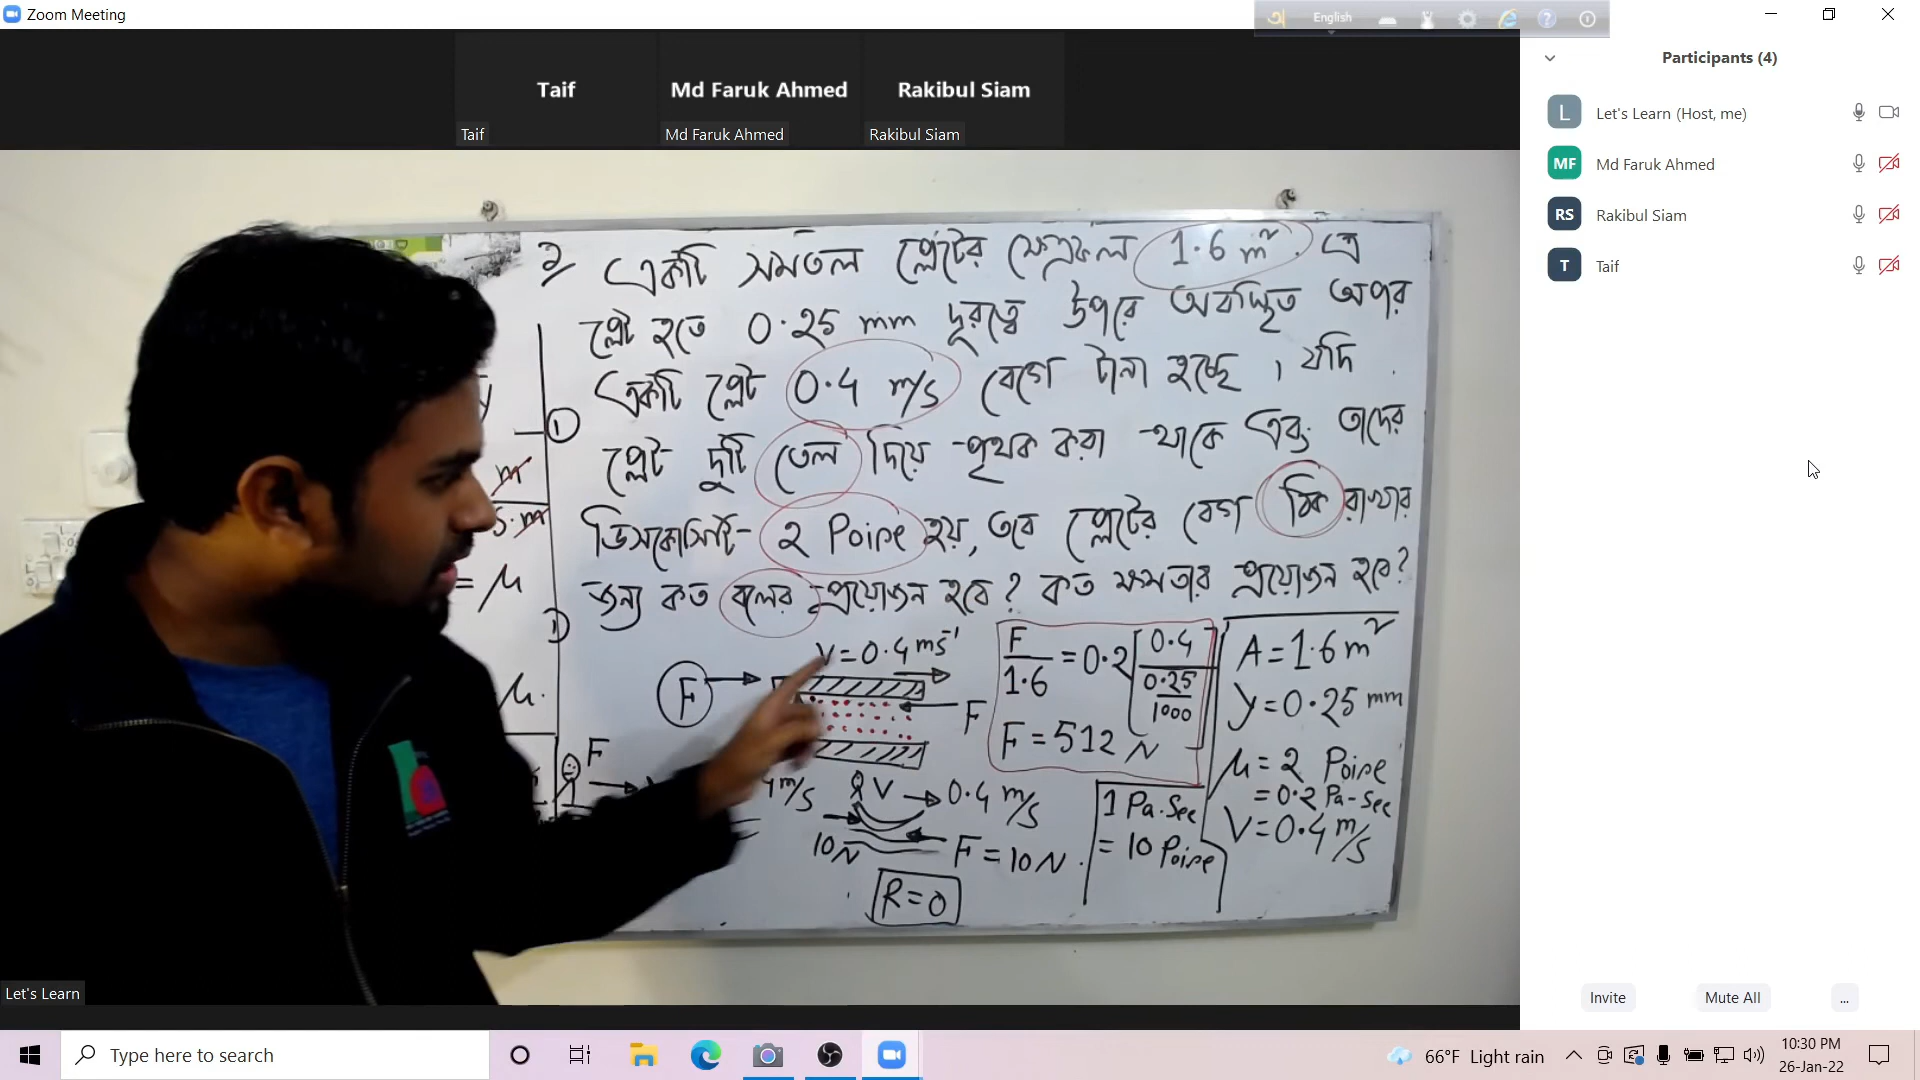 Zoom Meeting
English
Taif
Md Faruk Ahmed
Rakibul Siam
Taif
Md Faruk Ahmed
Rakibul Siam
Participants (4)
L Let's Learn (Host, me)
MF Md Faruk Ahmed
RS Rakibul Siam
T Taif
২/ একটি সমতল প্লেটের ক্ষেত্রফল 1.6 m². এ
প্লেট হতে 0.25 mm দূরত্বে উপরে অবস্থিত অপর
একটি প্লেট 0.4 m/s বেগে টানা হচ্ছে, যদি
প্লেট দুটি তেল দিয়ে পৃথক করা থাকে এবং তাদের
ভিসকোসিটি 2 Poise হয়, তবে প্লেটের বেগ ঠিক রাখার
জন্য কত বলের প্রয়োজন হবে? কত ক্ষমতার প্রয়োজন হবে?
= μ
μ.
V = 0.4 ms⁻¹
F
F
F/1.6 = 0.2 [0.4 / (0.25/1000)]
F = 512 N
A = 1.6 m²
y = 0.25 mm
μ = 2 Poise
= 0.2 Pa-Sec
V = 0.4 m/s
F
m/s
V → 0.4 m/s
10N
F = 10N.
R = 0
1 Pa.Sec
= 10 Poise
Let's Learn
Invite
Mute All
...
Type here to search
66°F Light rain
10:30 PM
26-Jan-22